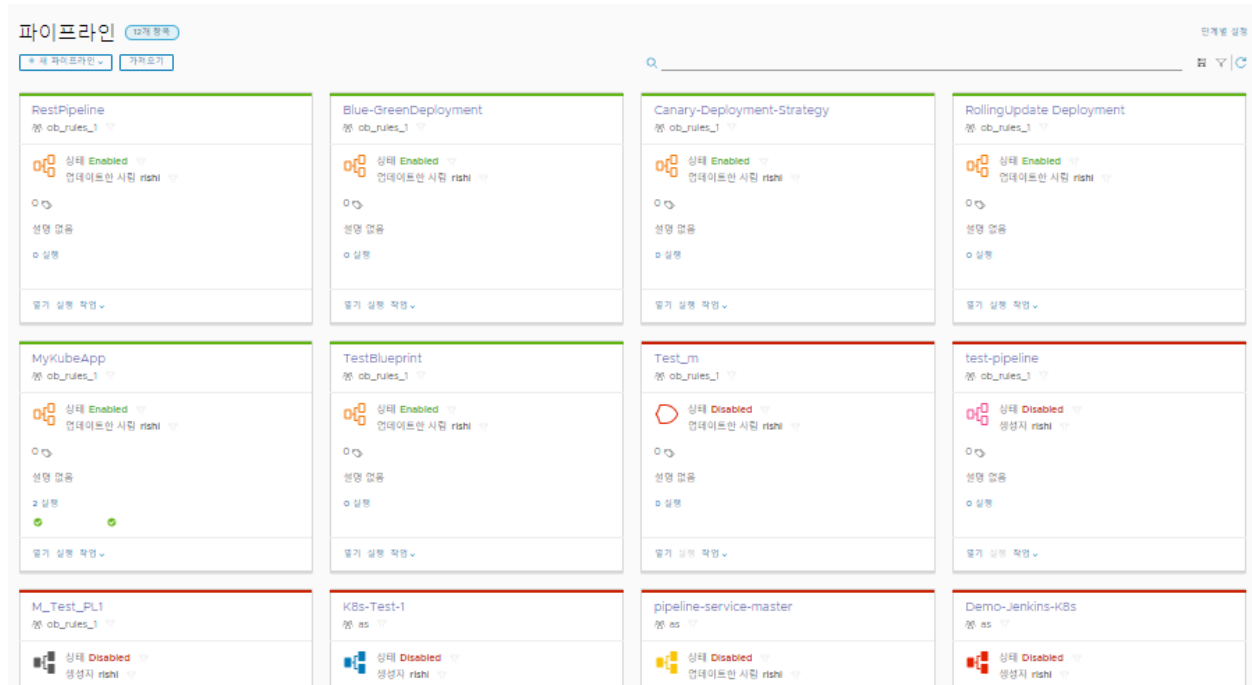 파이프라인 12개 항목
단계별 설정
+ 새 파이프라인 가져오기
RestPipeline
ob_rules_1
상태 Enabled
업데이트한 사람 rishi
0
설명 없음
0 실행
열기 실행 작업
Blue-GreenDeployment
ob_rules_1
상태 Enabled
업데이트한 사람 rishi
0
설명 없음
0 실행
열기 실행 작업
Canary-Deployment-Strategy
ob_rules_1
상태 Enabled
업데이트한 사람 rishi
0
설명 없음
0 실행
열기 실행 작업
RollingUpdate Deployment
ob_rules_1
상태 Enabled
업데이트한 사람 rishi
0
설명 없음
0 실행
열기 실행 작업
MyKubeApp
ob_rules_1
상태 Enabled
업데이트한 사람 rishi
0
설명 없음
2 실행
열기 실행 작업
TestBlueprint
ob_rules_1
상태 Enabled
업데이트한 사람 rishi
0
설명 없음
0 실행
열기 실행 작업
Test_m
ob_rules_1
상태 Disabled
업데이트한 사람 rishi
0
설명 없음
0 실행
열기 실행 작업
test-pipeline
ob_rules_1
상태 Disabled
생성자 rishi
0
설명 없음
0 실행
열기 실행 작업
M_Test_PL1
ob_rules_1
상태 Disabled
생성자 rishi
K8s-Test-1
as
상태 Disabled
생성자 rishi
pipeline-service-master
as
상태 Disabled
업데이트한 사람 rishi
Demo-Jenkins-K8s
as
상태 Disabled
생성자 rishi